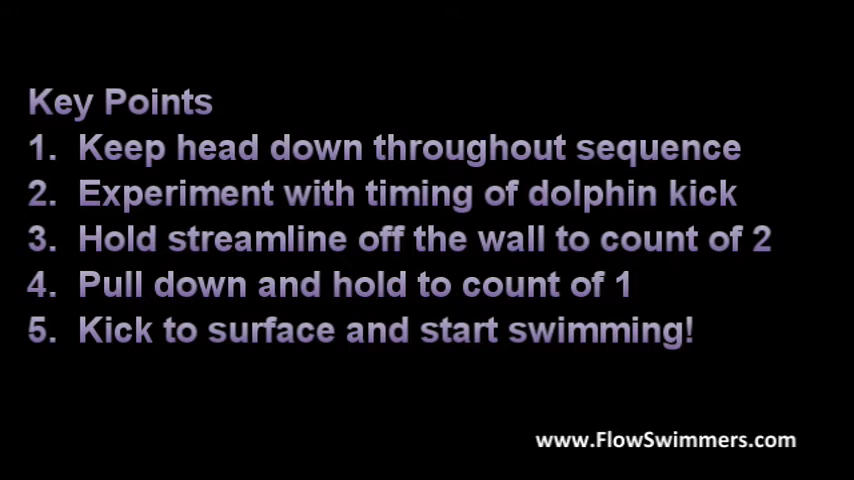 Key Points
1. Keep head down throughout sequence
2. Experiment with timing of dolphin kick
3. Hold streamline off the wall to count of 2
4. Pull down and hold to count of 1
5. Kick to surface and start swimming!
www.FlowSwimmers.com